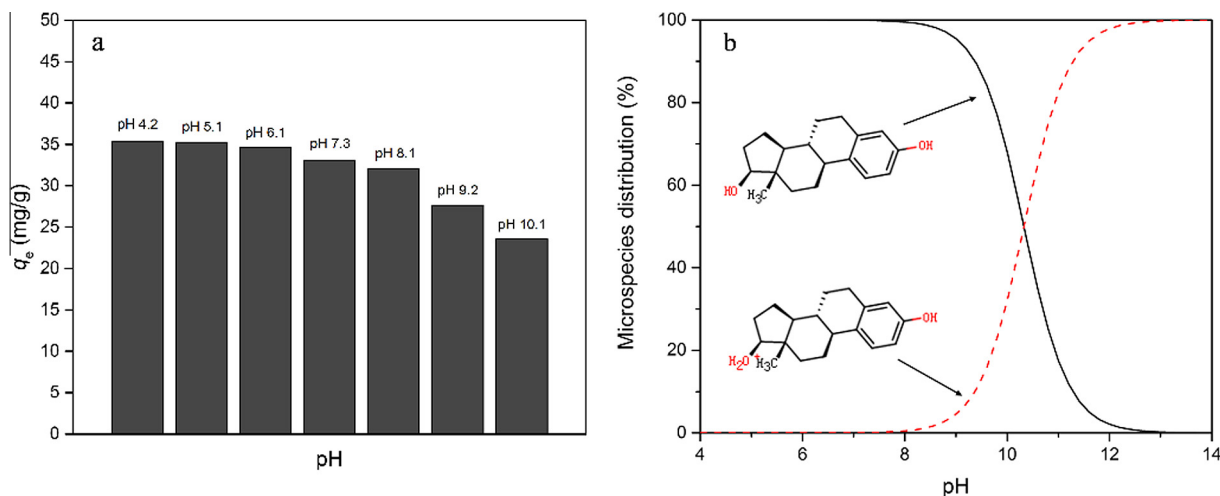 a
50
45
40
35
30
25
20
15
10
5
0
qe (mg/g)
pH 4.2
pH 5.1
pH 6.1
pH 7.3
pH 8.1
pH 9.2
pH 10.1
pH
b
100
80
60
40
20
0
Microspecies distribution (%)
OH
HO
H₃C
OH
H₂O⁺
H₃C
4 6 8 10 12 14
pH